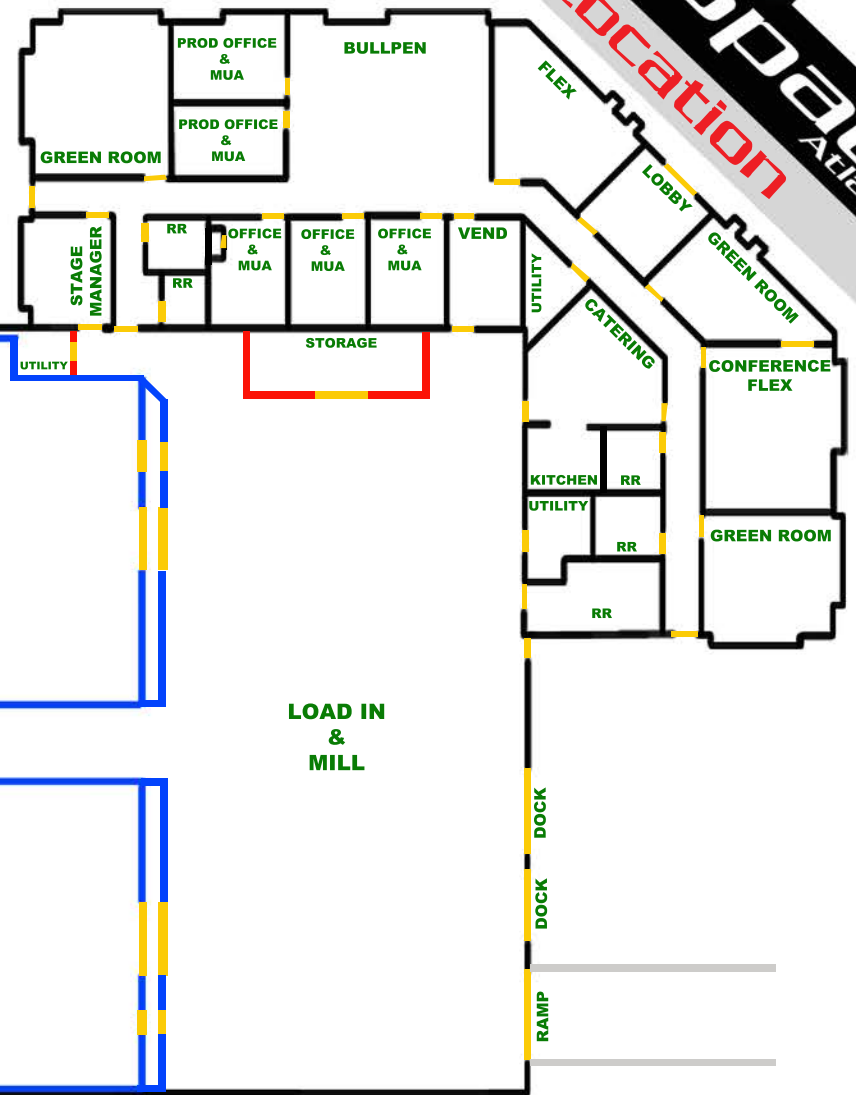 PROD OFFICE
&
MUA
BULLPEN
FLEX
PROD OFFICE
&
MUA
GREEN ROOM
LOBBY
location
STAGE
MANAGER
RR
RR
OFFICE
&
MUA
OFFICE
&
MUA
OFFICE
&
MUA
VEND
UTILITY
GREEN ROOM
CATERING
UTILITY
STORAGE
CONFERENCE
FLEX
KITCHEN
RR
UTILITY
GREEN ROOM
RR
RR
LOAD IN
&
MILL
DOCK
DOCK
RAMP